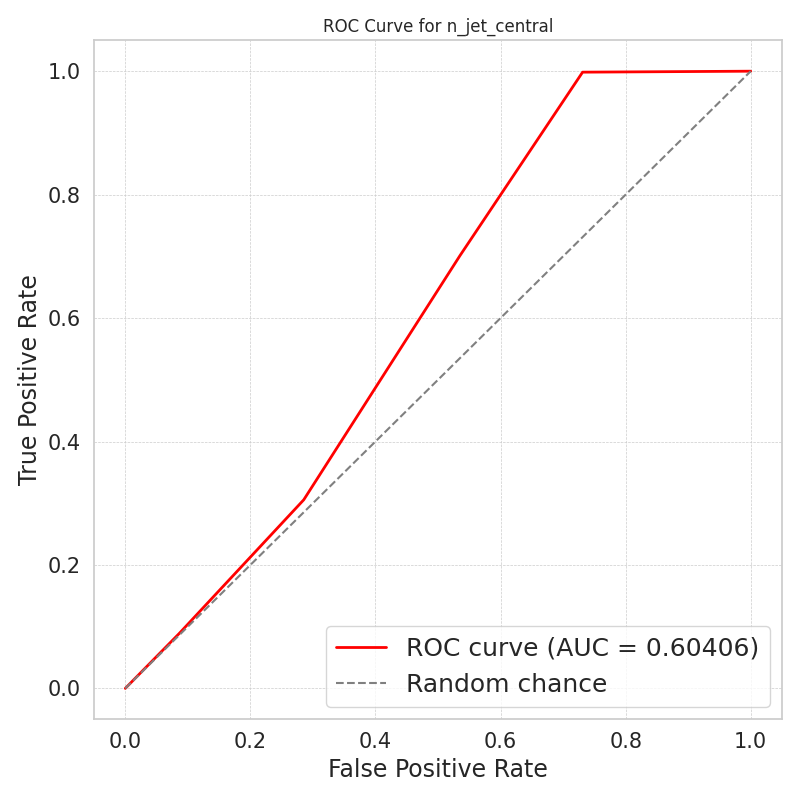 ROC Curve for n_jet_central
True Positive Rate
1.0
0.8
0.6
0.4
0.2
0.0
ROC curve (AUC = 0.60406)
Random chance
0.0 0.2 0.4 0.6 0.8 1.0
False Positive Rate